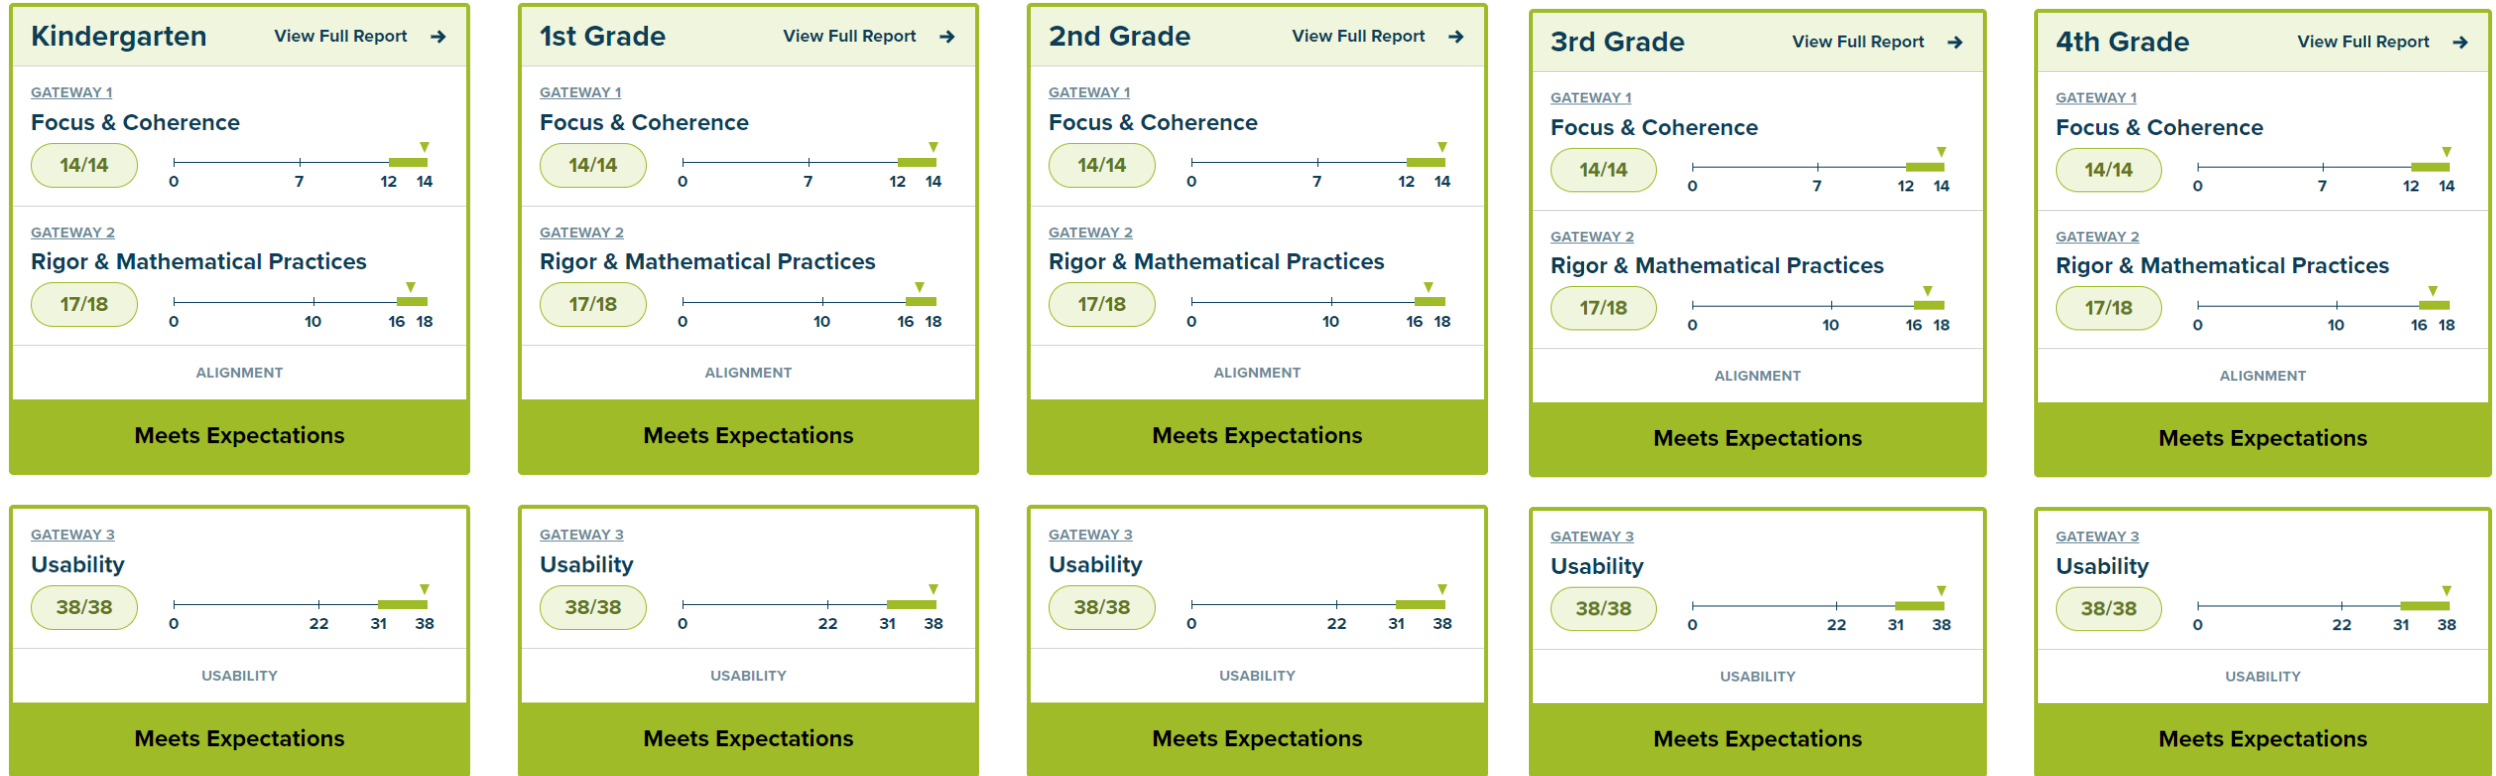 Kindergarten View Full Report →
GATEWAY 1
Focus & Coherence
14/14
0 7 12 14
GATEWAY 2
Rigor & Mathematical Practices
17/18
0 10 16 18
ALIGNMENT
Meets Expectations
GATEWAY 3
Usability
38/38
0 22 31 38
USABILITY
Meets Expectations
1st Grade View Full Report →
GATEWAY 1
Focus & Coherence
14/14
0 7 12 14
GATEWAY 2
Rigor & Mathematical Practices
17/18
0 10 16 18
ALIGNMENT
Meets Expectations
GATEWAY 3
Usability
38/38
0 22 31 38
USABILITY
Meets Expectations
2nd Grade View Full Report →
GATEWAY 1
Focus & Coherence
14/14
0 7 12 14
GATEWAY 2
Rigor & Mathematical Practices
17/18
0 10 16 18
ALIGNMENT
Meets Expectations
GATEWAY 3
Usability
38/38
0 22 31 38
USABILITY
Meets Expectations
3rd Grade View Full Report →
GATEWAY 1
Focus & Coherence
14/14
0 7 12 14
GATEWAY 2
Rigor & Mathematical Practices
17/18
0 10 16 18
ALIGNMENT
Meets Expectations
GATEWAY 3
Usability
38/38
0 22 31 38
USABILITY
Meets Expectations
4th Grade View Full Report →
GATEWAY 1
Focus & Coherence
14/14
0 7 12 14
GATEWAY 2
Rigor & Mathematical Practices
17/18
0 10 16 18
ALIGNMENT
Meets Expectations
GATEWAY 3
Usability
38/38
0 22 31 38
USABILITY
Meets Expectations